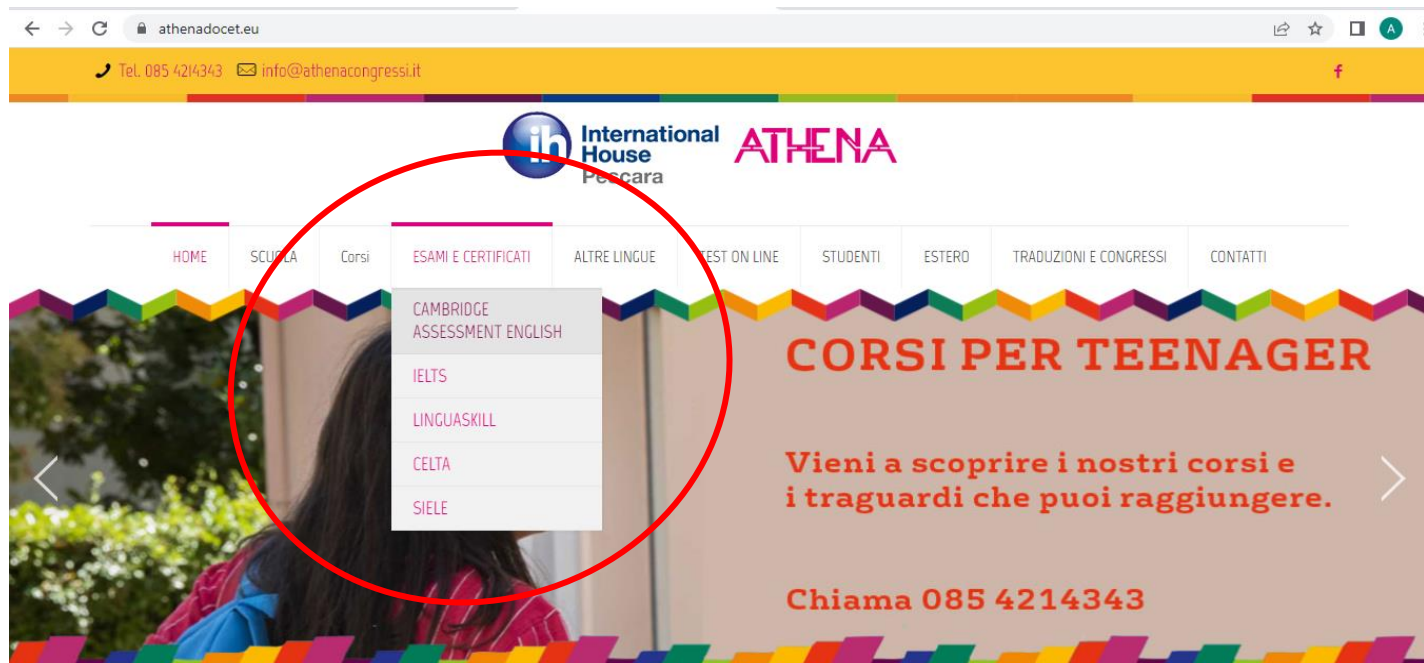 athenadocet.eu
A
Tel. 085 4214343 info@athenacongressi.it
f
ih International House Pescara ATHENA
HOME SCUOLA Corsi ESAMI E CERTIFICATI ALTRE LINGUE TEST ON LINE STUDENTI ESTERO TRADUZIONI E CONGRESSI CONTATTI
CAMBRIDGE
ASSESSMENT ENGLISH
IELTS
LINGUASKILL
CELTA
SIELE
CORSI PER TEENAGER
Vieni a scoprire i nostri corsi e
i traguardi che puoi raggiungere.
Chiama 085 4214343